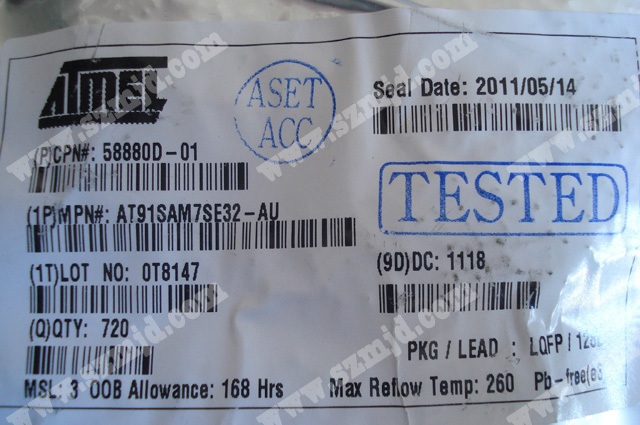 ATMEL
ASET
ACC
Seal Date: 2011/05/14
(P)CPN#: 58880D-01
TESTED
(1P)MPN#: AT91SAM7SE32-AU
(1T)LOT NO: 0T8147
(9D)DC: 1118
(Q)QTY: 720
PKG / LEAD : LQFP / 128L
MSL: 3 OOB Allowance: 168 Hrs Max Reflow Temp: 260 Pb-free(e3
www.szmjd.com